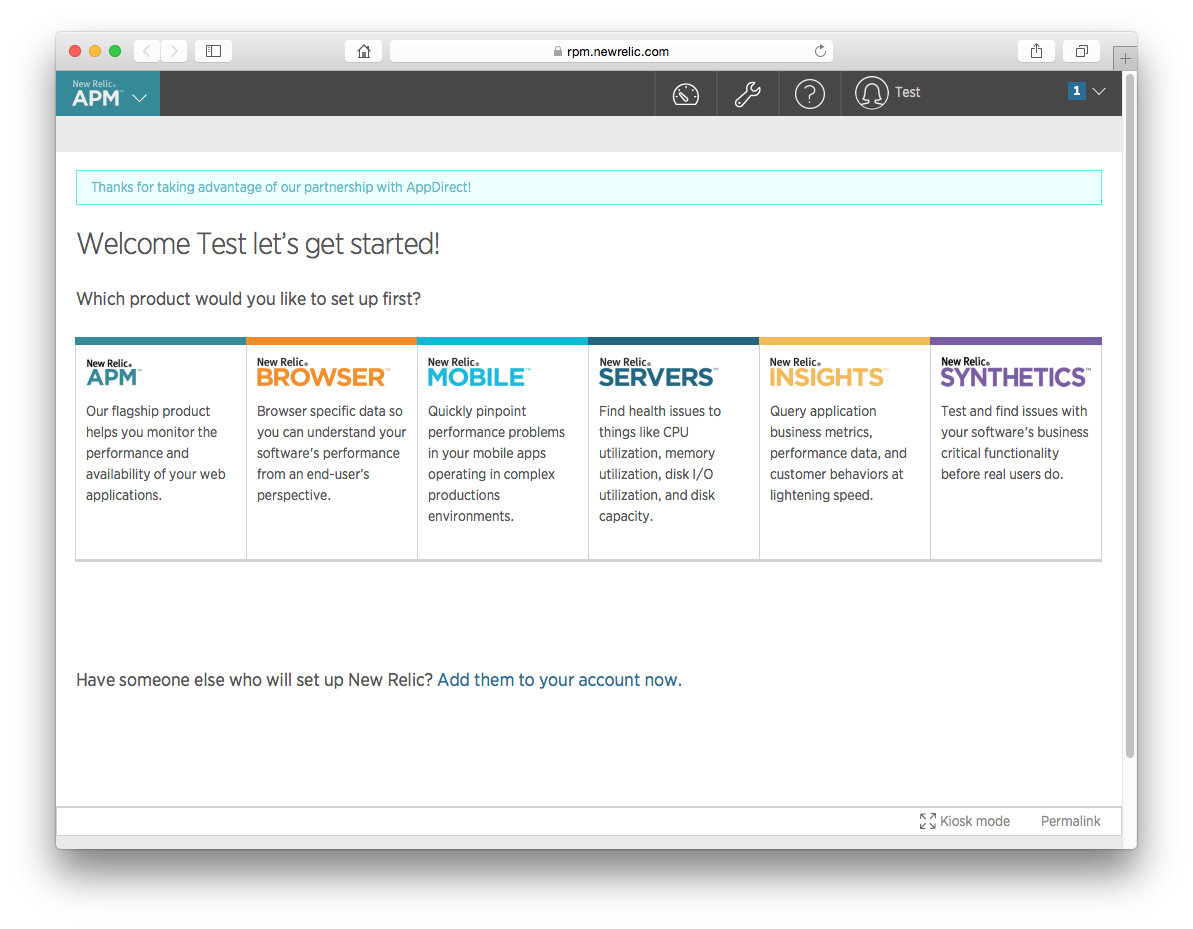 rpm.newrelic.com
New Relic.
APM
Test
1
Thanks for taking advantage of our partnership with AppDirect!
Welcome Test let's get started!
Which product would you like to set up first?
New Relic.
APM™
Our flagship product
helps you monitor the
performance and
availability of your web
applications.
New Relic.
BROWSER™
Browser specific data so
you can understand your
software's performance
from an end-user's
perspective.
New Relic.
MOBILE™
Quickly pinpoint
performance problems
in your mobile apps
operating in complex
productions
environments.
New Relic.
SERVERS™
Find health issues to
things like CPU
utilization, memory
utilization, disk I/O
utilization, and disk
capacity.
New Relic.
INSIGHTS™
Query application
business metrics,
performance data, and
customer behaviors at
lightening speed.
New Relic.
SYNTHETICS™
Test and find issues with
your software's business
critical functionality
before real users do.
Have someone else who will set up New Relic? Add them to your account now.
Kiosk mode
Permalink